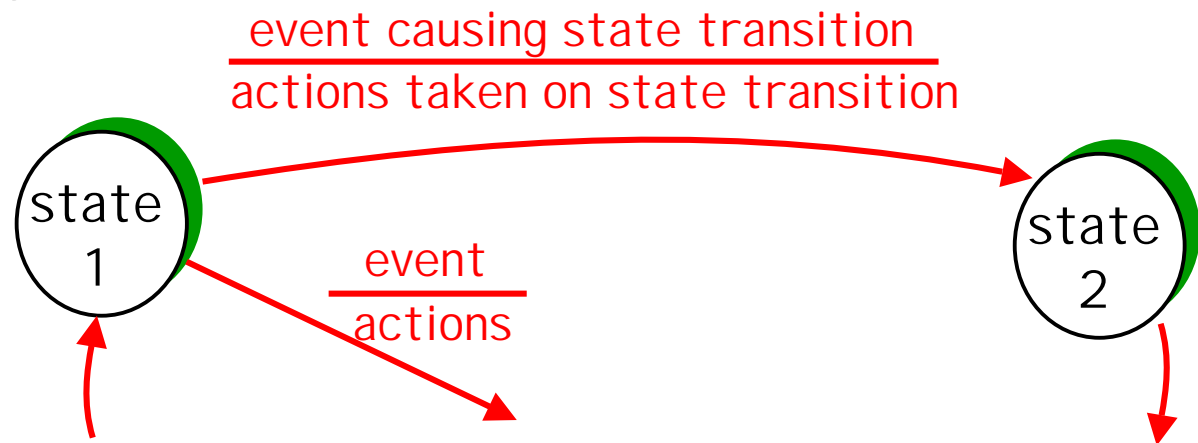 event causing state transition
actions taken on state transition
state
1
event
actions
state
2